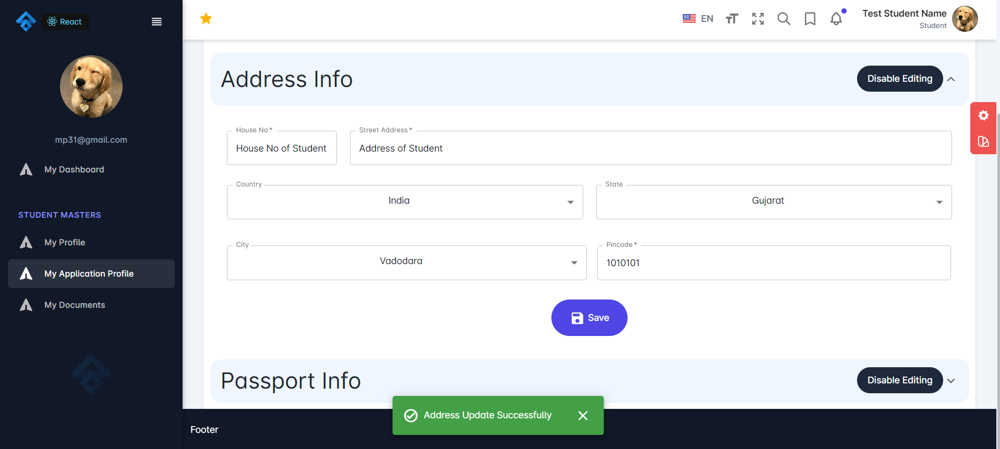 React
mp31@gmail.com
My Dashboard
STUDENT MASTERS
My Profile
My Application Profile
My Documents
EN
Test Student Name
Student
Address Info
Disable Editing
House No *
House No of Student
Street Address *
Address of Student
Country
India
State
Gujarat
City
Vadodara
Pincode *
1010101
Save
Passport Info
Disable Editing
Address Update Successfully
Footer